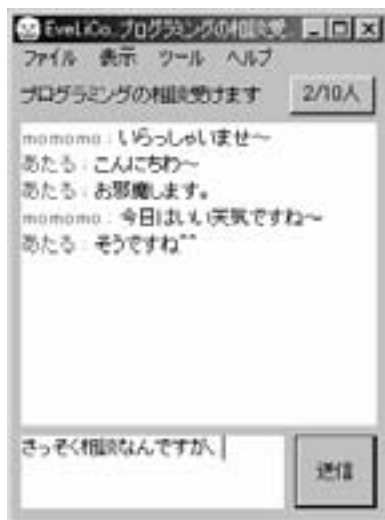 EveLiCo. プログラミングの相談受
ファイル 表示 ツール ヘルプ
プログラミングの相談受けます 2/10人
momomo : いらっしゃいませ～
あたる : こんにちわ～
あたる : お邪魔します。
momomo : 今日はいい天気ですね～
あたる : そうですね^^
さっそく相談なんですが、
送信